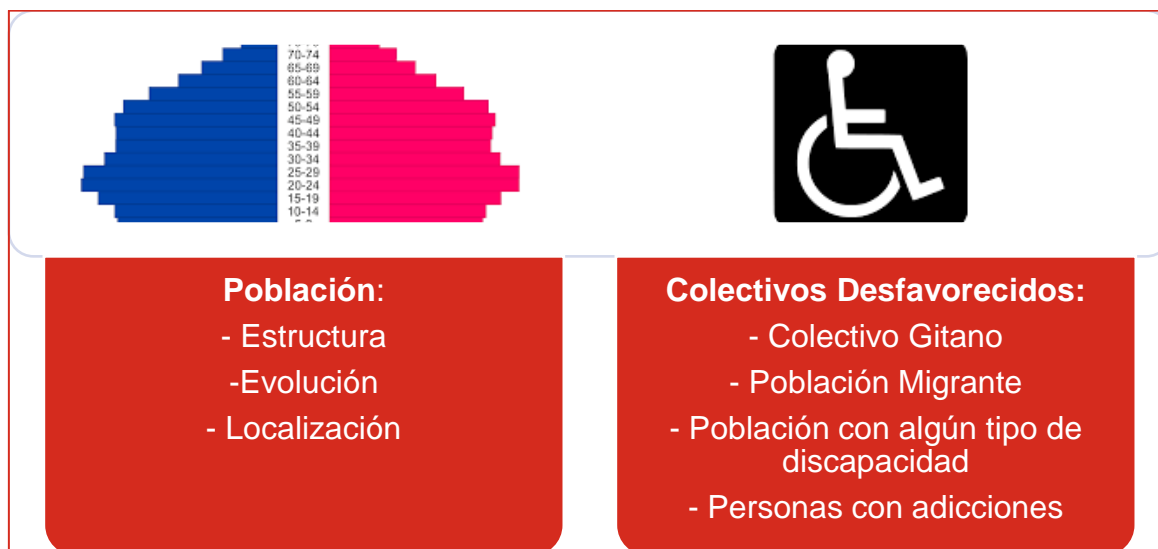 70-74
65-69
60-64
55-59
50-54
45-49
40-44
35-39
30-34
25-29
20-24
15-19
10-14
Población:
- Estructura
-Evolución
- Localización
Colectivos Desfavorecidos:
- Colectivo Gitano
- Población Migrante
- Población con algún tipo de
discapacidad
- Personas con adicciones